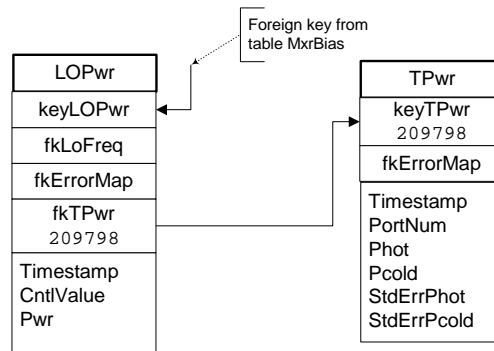 Foreign key from
table MxrBias
LOPwr
keyLOPwr
fkLoFreq
fkErrorMap
fkTPwr
209798
Timestamp
CntlValue
Pwr
TPwr
keyTPwr
209798
fkErrorMap
Timestamp
PortNum
Phot
Pcold
StdErrPhot
StdErrPcold